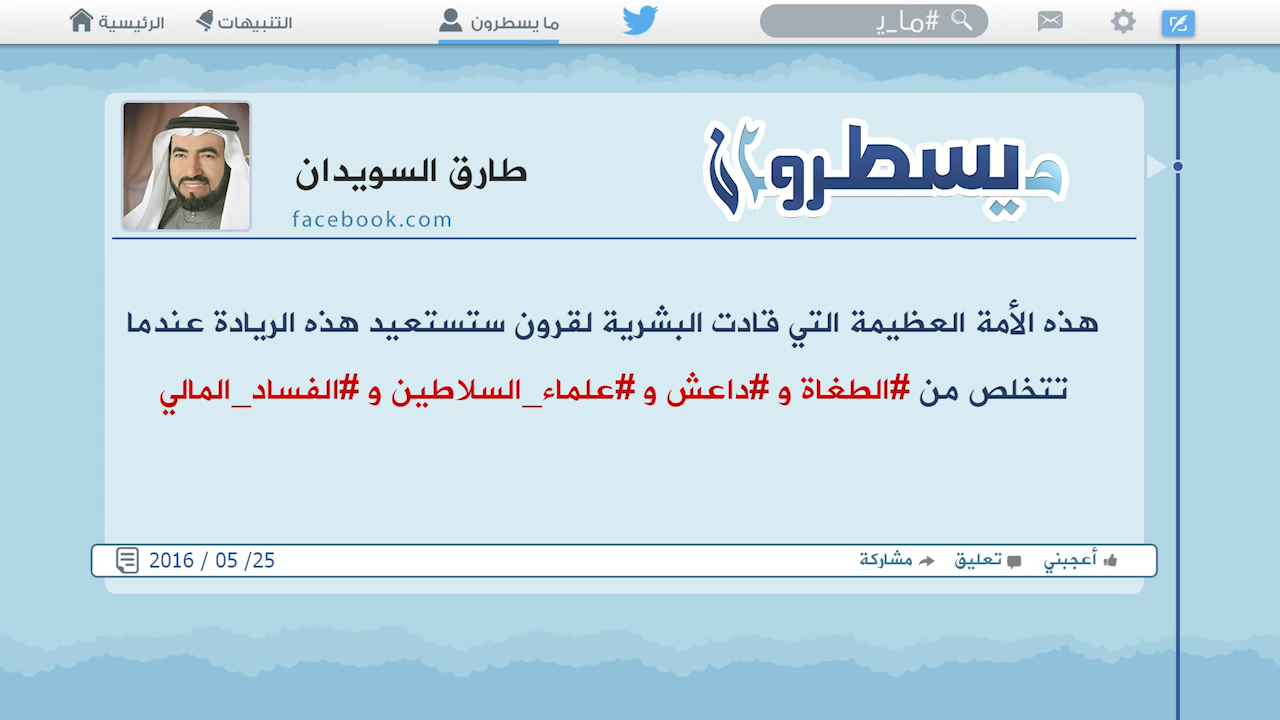 الرئيسية
التنبيهات
ما يسطرون
#ما_ي
ما يسطرون
طارق السويدان
facebook.com
هذه الأمة العظيمة التي قادت البشرية لقرون ستستعيد هذه الريادة عندما
تتخلص من #الطغاة و #داعش و #علماء_السلاطين و #الفساد_المالي
أعجبني
تعليق
مشاركة
2016 / 05 /25